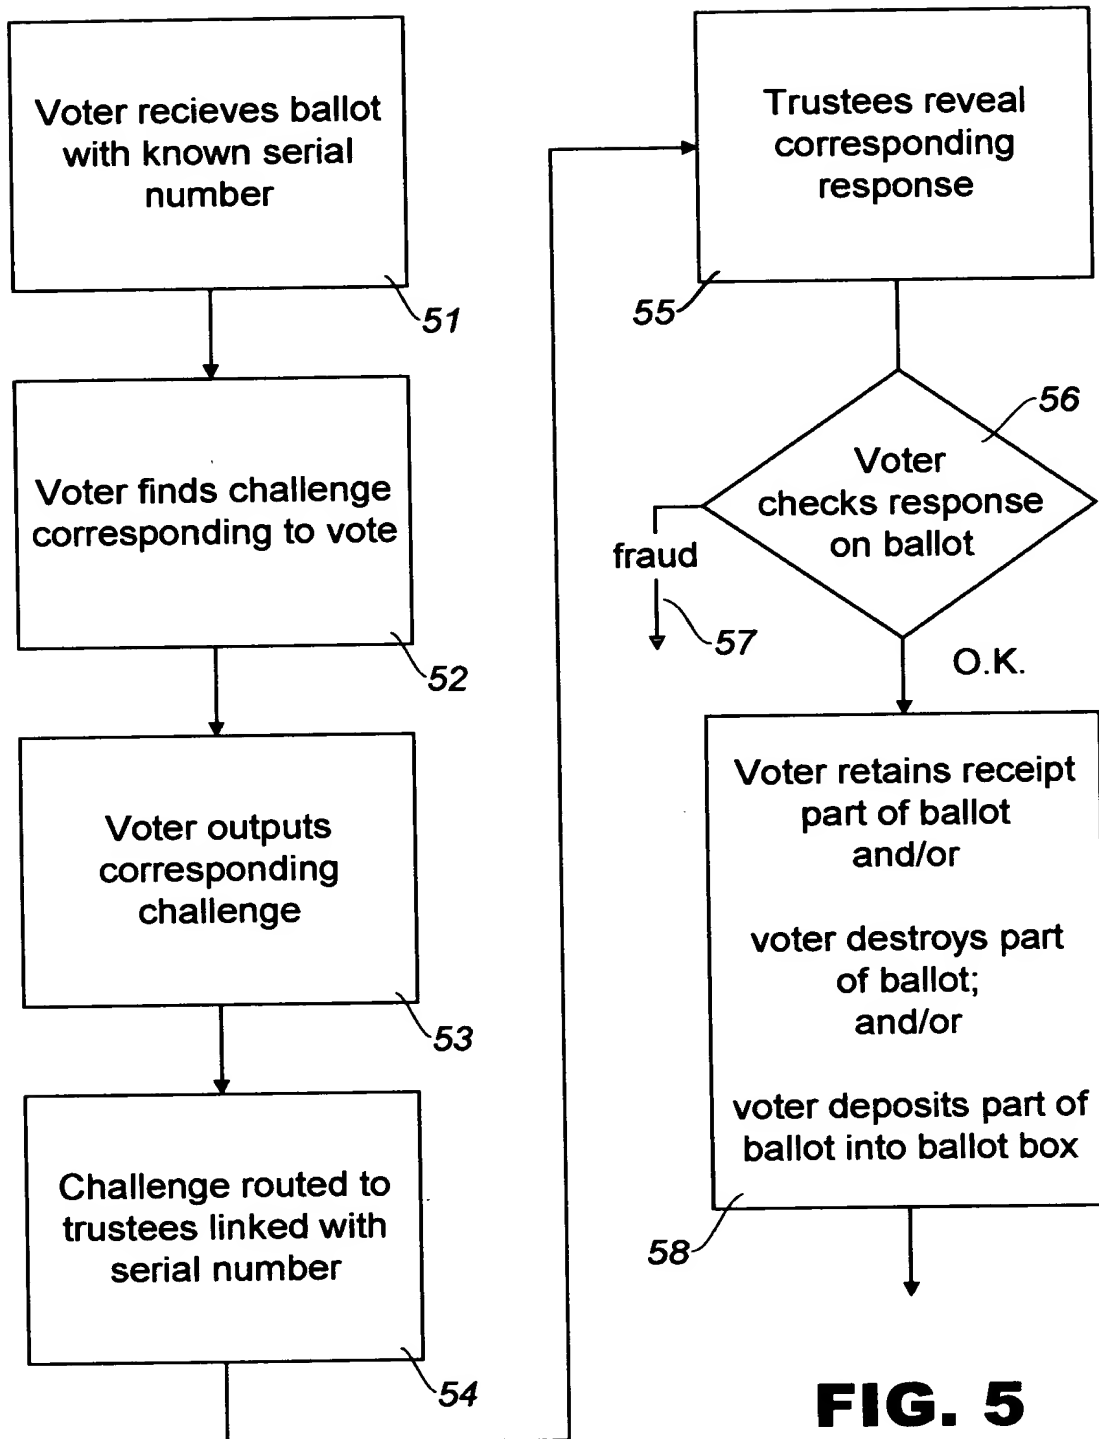 Voter recieves ballot
with known serial
number
51
Voter finds challenge
corresponding to vote
52
Voter outputs
corresponding
challenge
53
Challenge routed to
trustees linked with
serial number
54
Trustees reveal
corresponding
response
55
Voter
checks response
on ballot
56
fraud
57
O.K.
Voter retains receipt
part of ballot
and/or
voter destroys part
of ballot;
and/or
voter deposits part of
ballot into ballot box
58
FIG. 5